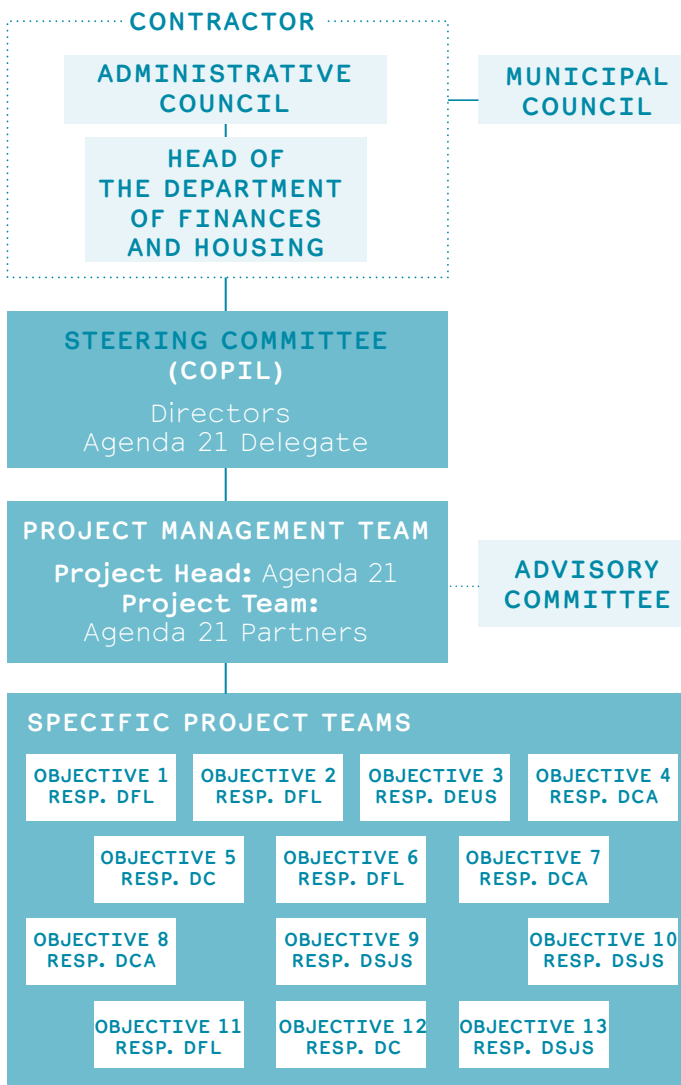 CONTRACTOR
ADMINISTRATIVE
COUNCIL
MUNICIPAL
COUNCIL
HEAD OF
THE DEPARTMENT
OF FINANCES
AND HOUSING
STEERING COMMITTEE
(COPIL)
Directors
Agenda 21 Delegate
PROJECT MANAGEMENT TEAM
Project Head: Agenda 21
Project Team:
Agenda 21 Partners
ADVISORY
COMMITTEE
SPECIFIC PROJECT TEAMS
OBJECTIVE 1
RESP. DFL
OBJECTIVE 2
RESP. DFL
OBJECTIVE 3
RESP. DEUS
OBJECTIVE 4
RESP. DCA
OBJECTIVE 5
RESP. DC
OBJECTIVE 6
RESP. DFL
OBJECTIVE 7
RESP. DCA
OBJECTIVE 8
RESP. DCA
OBJECTIVE 9
RESP. DSJS
OBJECTIVE 10
RESP. DSJS
OBJECTIVE 11
RESP. DFL
OBJECTIVE 12
RESP. DC
OBJECTIVE 13
RESP. DSJS